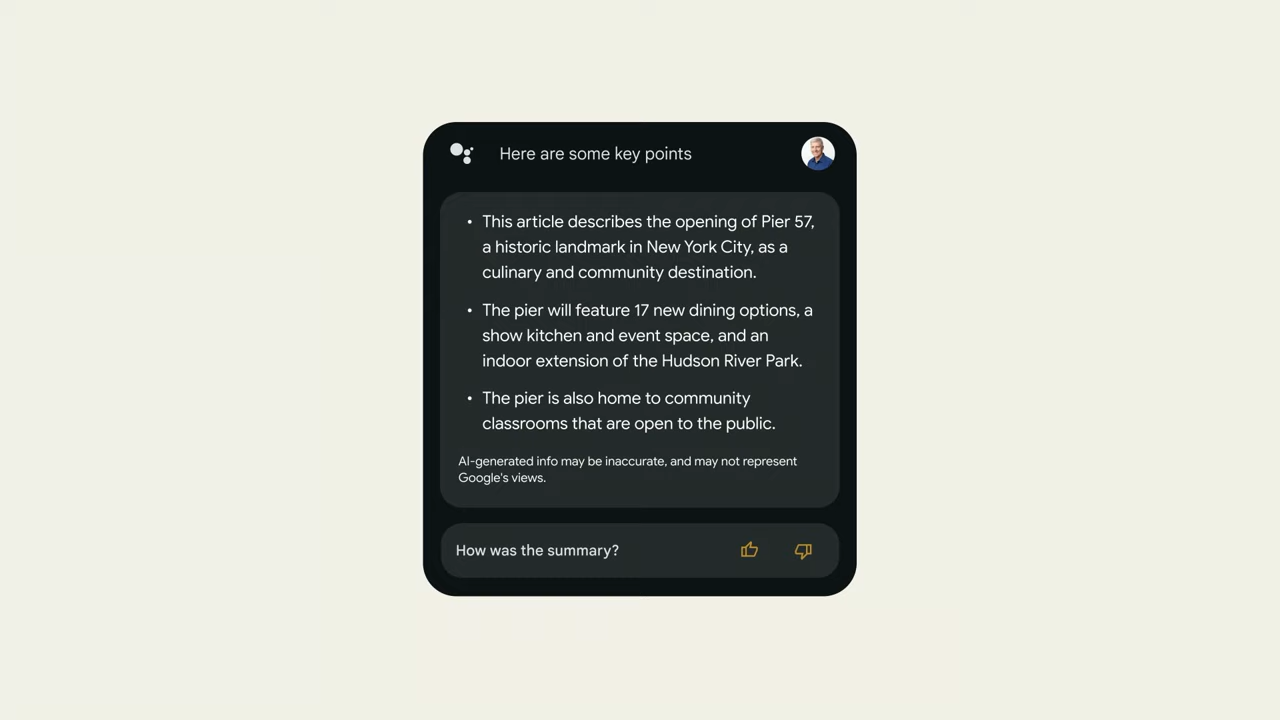 Here are some key points
• This article describes the opening of Pier 57,
a historic landmark in New York City, as a
culinary and community destination.
• The pier will feature 17 new dining options, a
show kitchen and event space, and an
indoor extension of the Hudson River Park.
• The pier is also home to community
classrooms that are open to the public.
AI-generated info may be inaccurate, and may not represent
Google's views.
How was the summary?